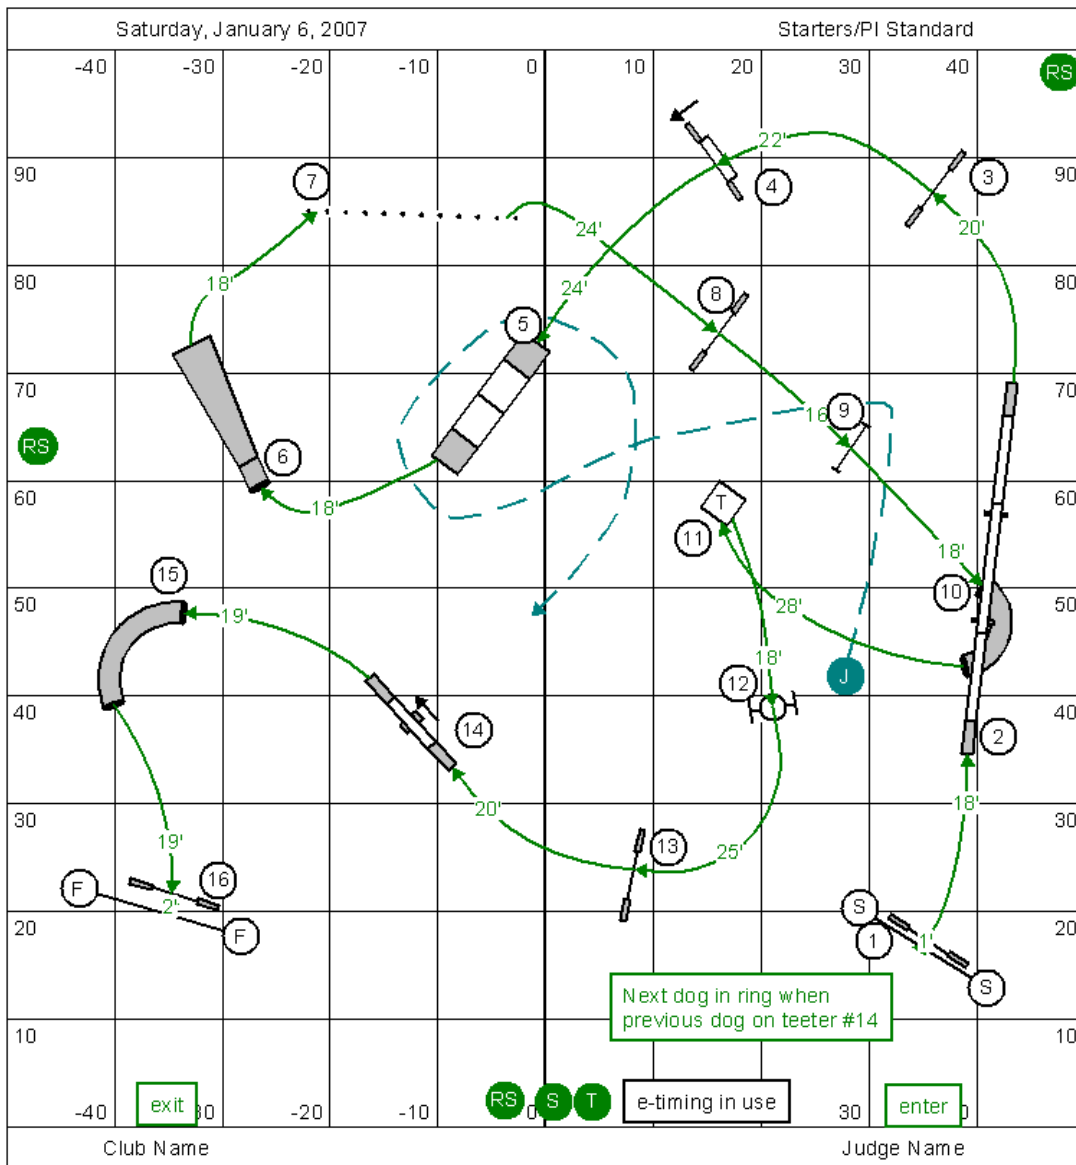 Saturday, January 6, 2007 Starters/PI Standard
-40 -30 -20 -10 0 10 20 30 40 RS
22'
90 7 4 3 90
24' 20'
80 18' 24' 80
8
5
70 70
9
RS 16
6
60 18' T 60
11
15 18'
50 10 50
19' 28'
18'
12 J
40 14 2 40
30 20' 18' 30
19' 13 25'
F 16
2' S
20 F 1 1' 20
S
Next dog in ring when
previous dog on teeter #14
10 10
-40 exit -30 -20 -10 RS S T e-timing in use 30 enter 40
0
Club Name Judge Name